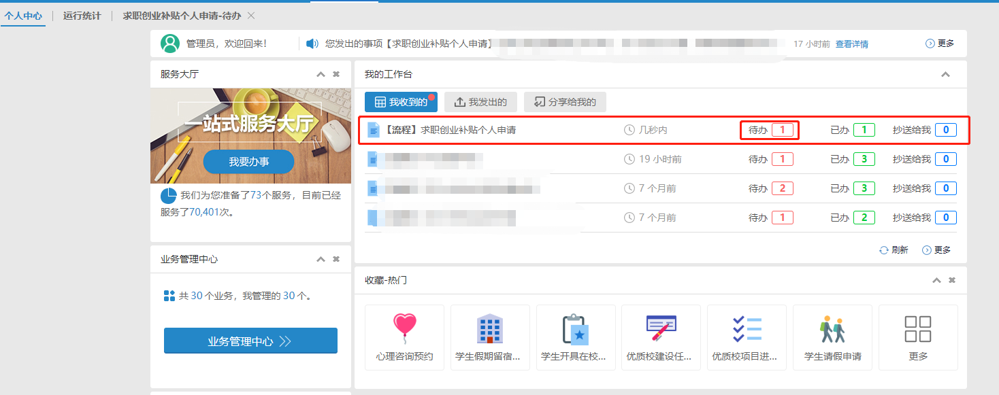 个人中心 运行统计 求职创业补贴个人申请-待办
管理员，欢迎回来!
您发出的事项【求职创业补贴个人申请】 17 小时前 查看详情 更多
服务大厅
一站式服务大厅
我要办事
我们为您准备了73个服务，目前已经
服务了70,401次。
业务管理中心
共 30 个业务，我管理的 30 个。
业务管理中心
我的工作台
我收到的 我发出的 分享给我的
【流程】求职创业补贴个人申请 几秒内 待办 1 已办 1 抄送给我 0
19 小时前 待办 1 已办 3 抄送给我 0
7 个月前 待办 2 已办 3 抄送给我 0
7 个月前 待办 1 已办 2 抄送给我 0
刷新 更多
收藏-热门
心理咨询预约 学生假期留宿... 学生开具在校... 优质校建设任... 优质校项目进... 学生请假申请 更多